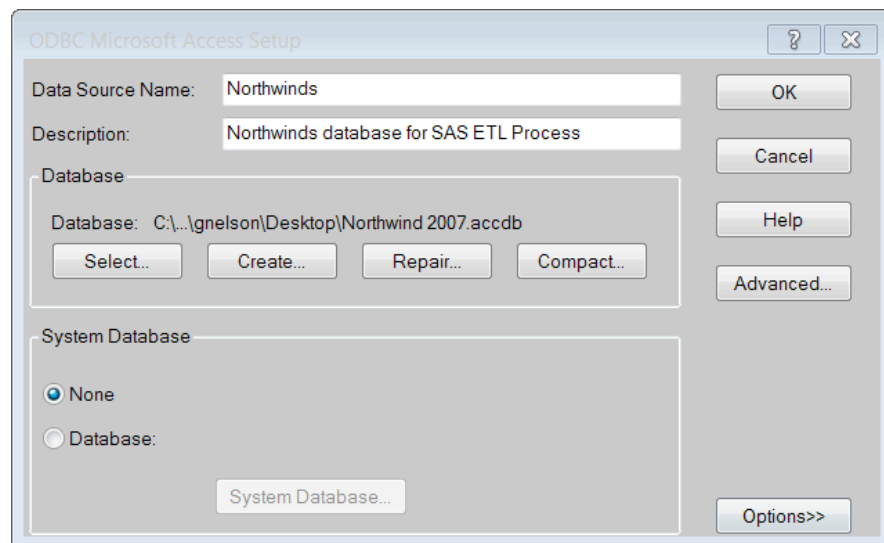 ODBC Microsoft Access Setup
Data Source Name: Northwinds
OK
Description: Northwinds database for SAS ETL Process
Cancel
Database
Database: C:\...\gnelson\Desktop\Northwind 2007.accdb
Help
Select... Create... Repair... Compact...
Advanced...
System Database
None
Database:
System Database...
Options>>